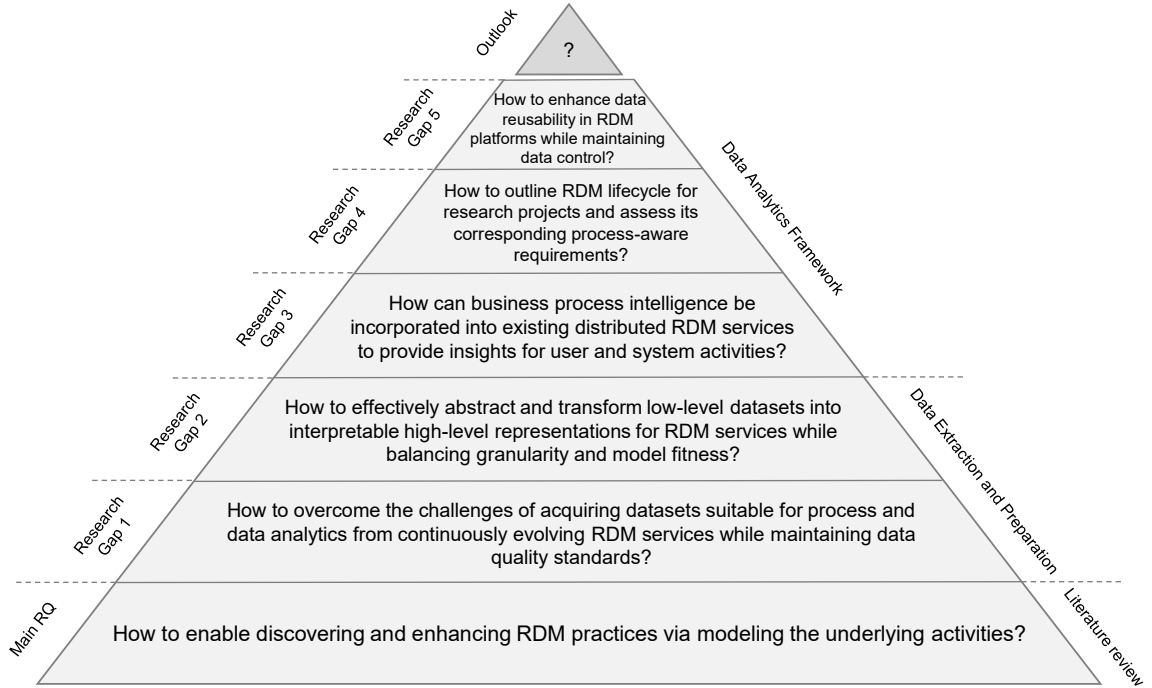 Outlook
?
Research
Gap 5
How to enhance data
reusability in RDM
platforms while maintaining
data control?
Research
Gap 4
How to outline RDM lifecycle for
research projects and assess its
corresponding process-aware
requirements?
Data Analytics Framework
Research
Gap 3
How can business process intelligence be
incorporated into existing distributed RDM services
to provide insights for user and system activities?
Research
Gap 2
How to effectively abstract and transform low-level datasets into
interpretable high-level representations for RDM services while
balancing granularity and model fitness?
Data Extraction and Preparation
Research
Gap 1
How to overcome the challenges of acquiring datasets suitable for process and
data analytics from continuously evolving RDM services while maintaining data
quality standards?
Main RQ
How to enable discovering and enhancing RDM practices via modeling the underlying activities?
Literature review